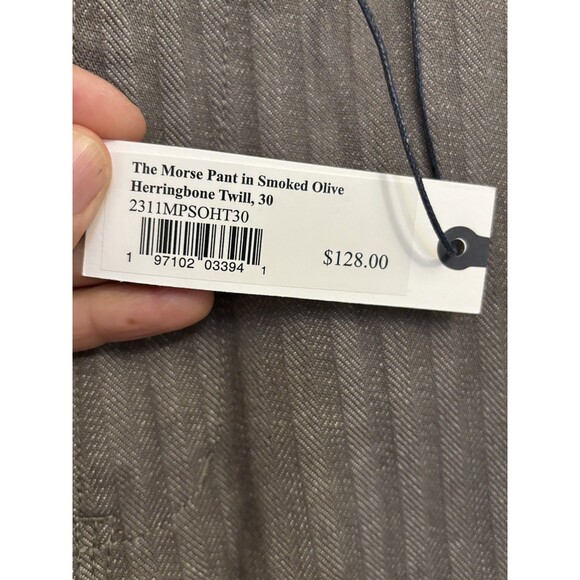 The Morse Pant in Smoked Olive
Herringbone Twill, 30
2311MPSOHT30
$128.00
1 97102 03394 1